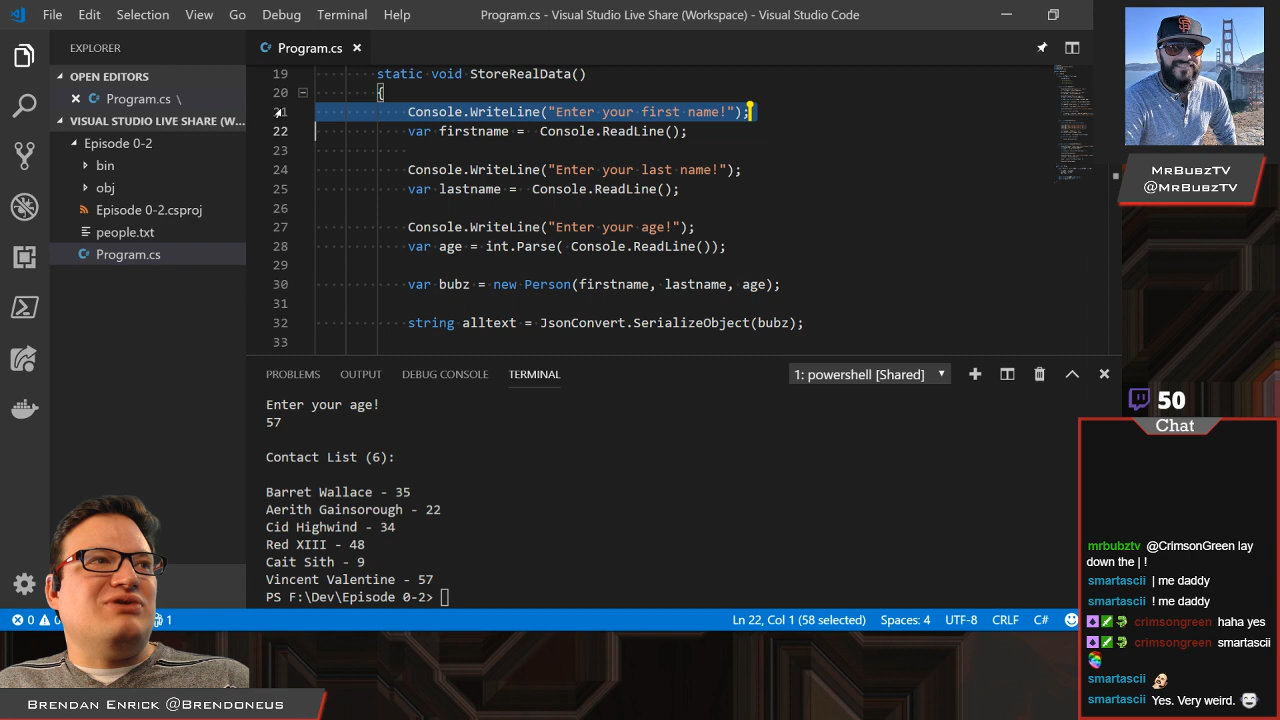 File Edit Selection View Go Debug Terminal Help
Program.cs - Visual Studio Live Share (Workspace) - Visual Studio Code
EXPLORER
OPEN EDITORS
Program.cs \
VISUAL STUDIO LIVE SHARE (W...
Episode 0-2
bin
obj
Episode 0-2.csproj
people.txt
Program.cs
Program.cs
19 static void StoreRealData()
20 {
21 Console.WriteLine("Enter your first name!");
22 var firstname = Console.ReadLine();
23
24 Console.WriteLine("Enter your last name!");
25 var lastname = Console.ReadLine();
26
27 Console.WriteLine("Enter your age!");
28 var age = int.Parse( Console.ReadLine());
29
30 var bubz = new Person(firstname, lastname, age);
31
32 string alltext = JsonConvert.SerializeObject(bubz);
33
PROBLEMS OUTPUT DEBUG CONSOLE TERMINAL
1: powershell [Shared]
Enter your age!
57
Contact List (6):
Barret Wallace - 35
Aerith Gainsorough - 22
Cid Highwind - 34
Red XIII - 48
Cait Sith - 9
Vincent Valentine - 57
PS F:\Dev\Episode 0-2>
0 1 Ln 22, Col 1 (58 selected) Spaces: 4 UTF-8 CRLF C#
MrBubzTV
@MrBubzTV
50
Chat
mrbubztv @CrimsonGreen lay
down the | !
smartascii | me daddy
smartascii ! me daddy
crimsongreen haha yes
crimsongreen smartascii
smartascii
smartascii Yes. Very weird.
Brendan Enrick @Brendoneus